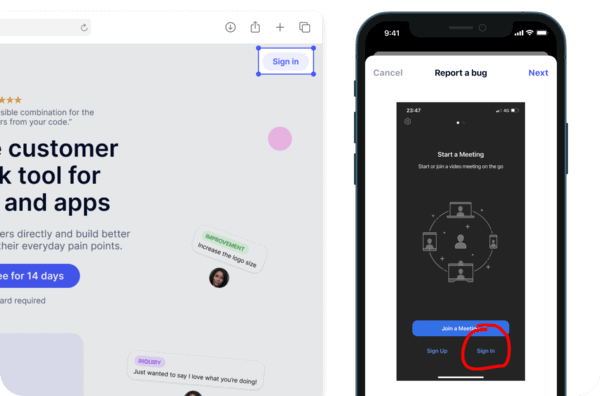 Sign in
★★★★
sible combination for the
rs from your code."
e customer
k tool for
and apps
ers directly and build better
their everyday pain points.
ee for 14 days
ard required
IMPROVEMENT
Increase the logo size
INQUIRY
Just wanted to say I love what you're doing!
9:41
Cancel
Report a bug
Next
23:47
4G
Start a Meeting
Start or join a video meeting on the go
Join a Meeting
Sign Up
Sign In